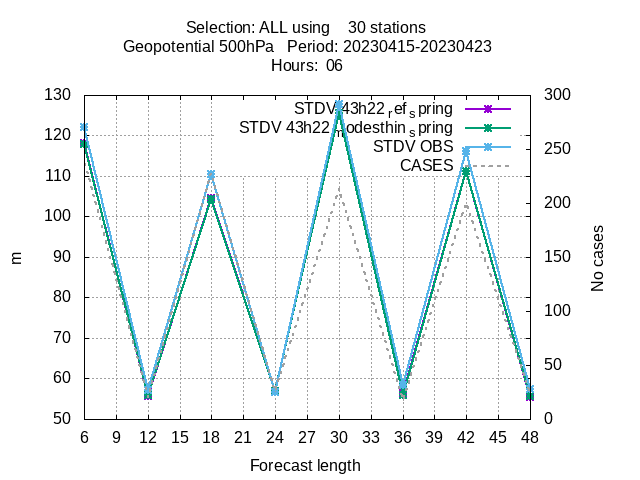 Selection: ALL using 30 stations
Geopotential 500hPa Period: 20230415-20230423
Hours: 06
STDV 43h22_ref_spring
STDV 43h22_nodesthin_spring
STDV OBS
CASES
130
120
110
100
90
80
70
60
50
m
300
250
200
150
100
50
0
No cases
6 9 12 15 18 21 24 27 30 33 36 39 42 45 48
Forecast length